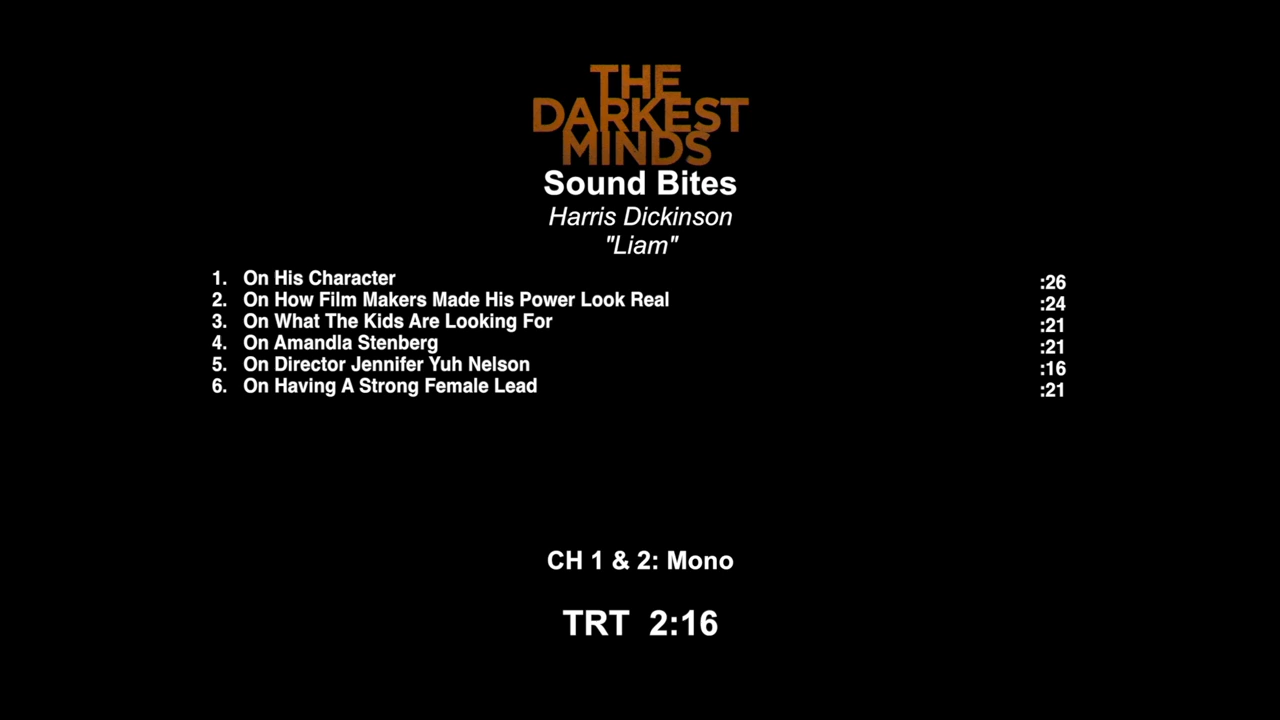 THE
DARKEST
MINDS
Sound Bites
Harris Dickinson
"Liam"
1. On His Character :26
2. On How Film Makers Made His Power Look Real :24
3. On What The Kids Are Looking For :21
4. On Amandla Stenberg :21
5. On Director Jennifer Yuh Nelson :16
6. On Having A Strong Female Lead :21
CH 1 & 2: Mono
TRT 2:16